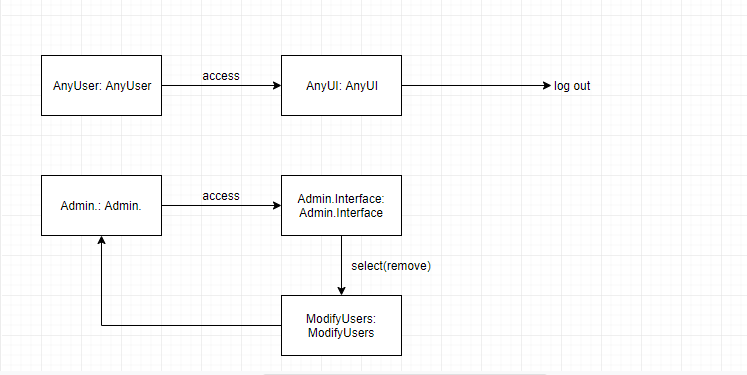 access
AnyUser: AnyUser
AnyUI: AnyUI
log out
access
Admin.: Admin.
Admin.Interface:
Admin.Interface
select(remove)
ModifyUsers:
ModifyUsers